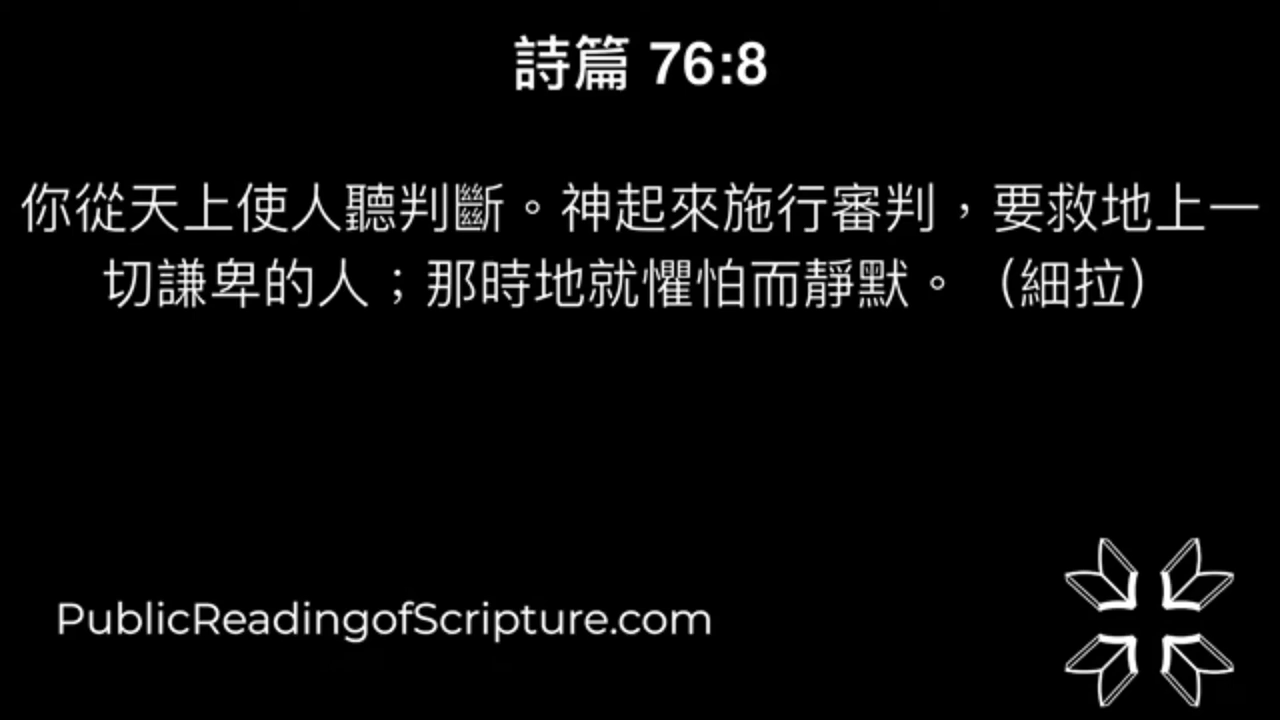 詩篇 76:8
你從天上使人聽判斷。神起來施行審判，要救地上一
切謙卑的人；那時地就懼怕而靜默。（細拉）
PublicReadingofScripture.com